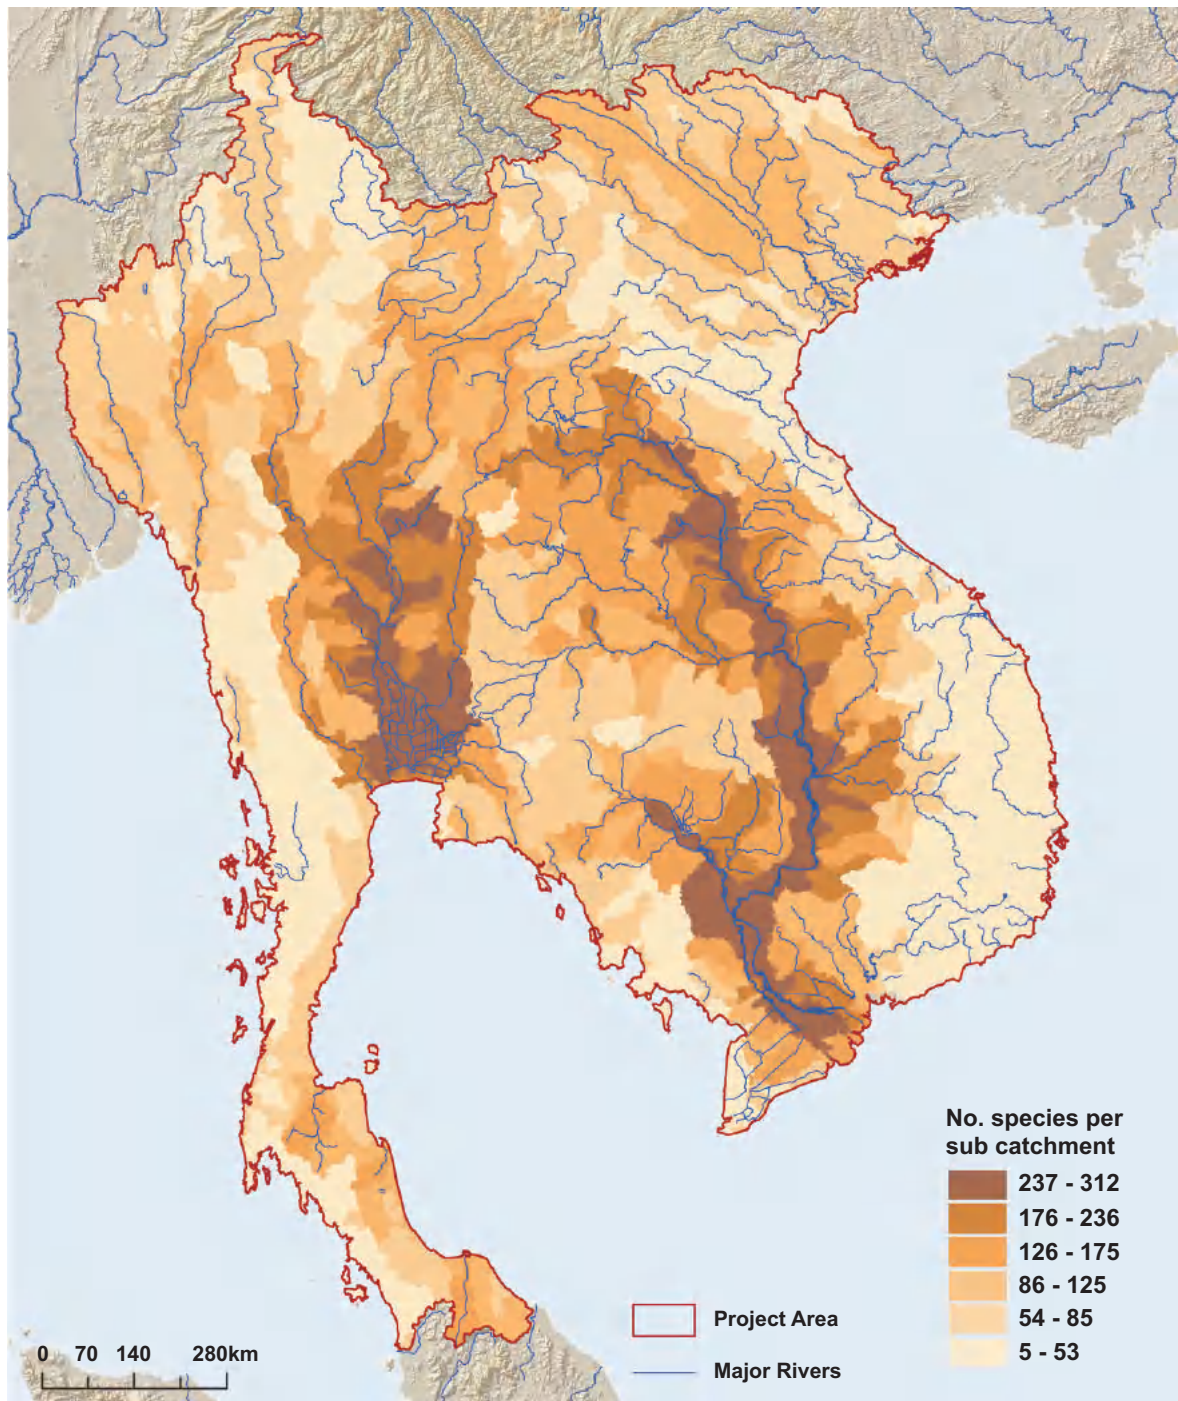 No. species per
sub catchment
237 - 312
176 - 236
126 - 175
86 - 125
54 - 85
5 - 53
Project Area
Major Rivers
0 70 140 280km